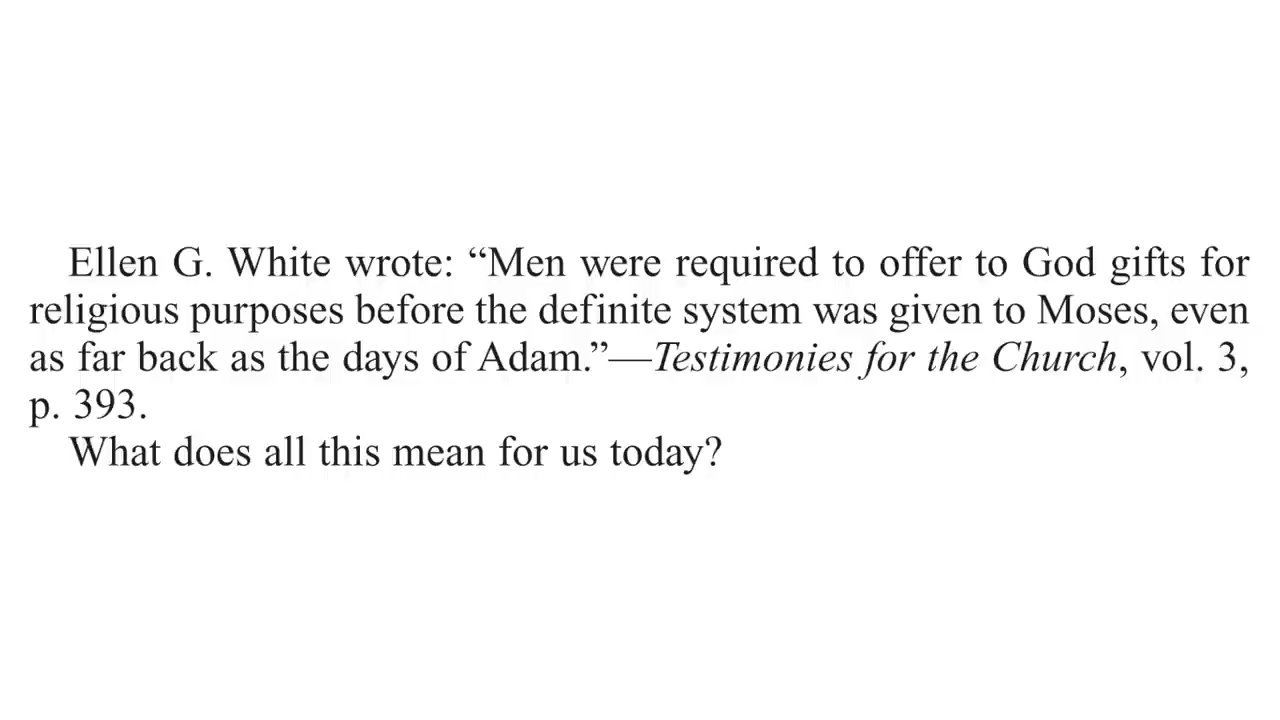 Ellen G. White wrote: “Men were required to offer to God gifts for
religious purposes before the definite system was given to Moses, even
as far back as the days of Adam.”—Testimonies for the Church, vol. 3,
p. 393.
What does all this mean for us today?